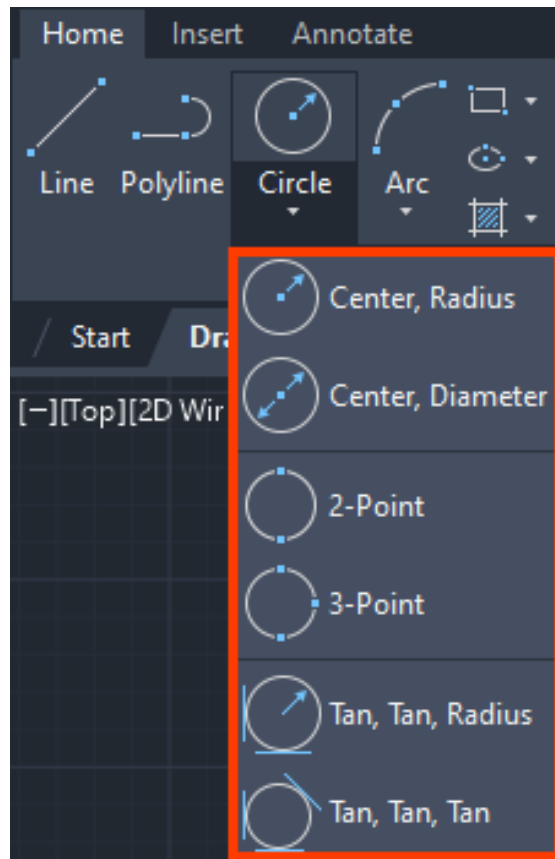 Home Insert Annotate
Line Polyline Circle Arc
Center, Radius
Start
Center, Diameter
[−][Top][2D Wir
2-Point
3-Point
Tan, Tan, Radius
Tan, Tan, Tan